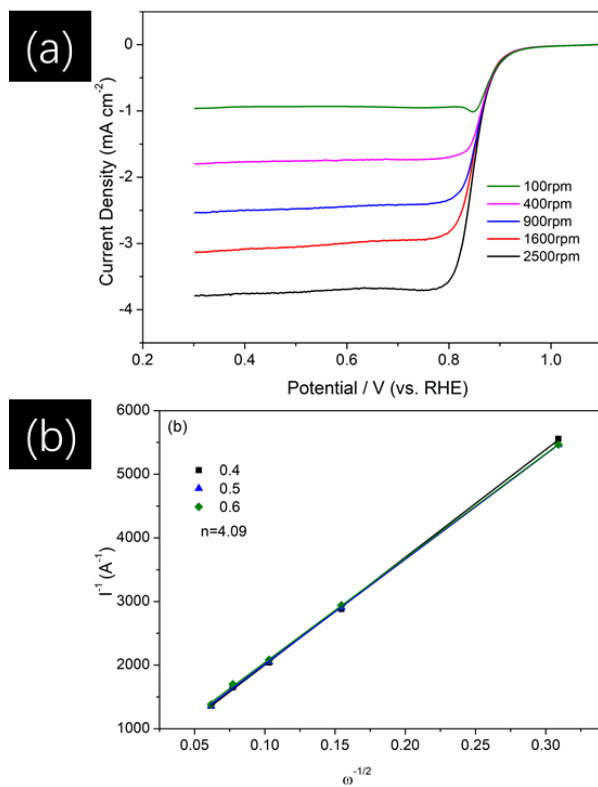 (a)
0
-1
-2
-3
-4
Current Density (mA cm⁻²)
100rpm
400rpm
900rpm
1600rpm
2500rpm
0.2
0.4
0.6
0.8
1.0
Potential / V (vs. RHE)
(b)
(b)
6000
5000
4000
3000
2000
1000
I⁻¹ (A⁻¹)
0.4
0.5
0.6
n=4.09
0.05
0.10
0.15
0.20
0.25
0.30
ω⁻¹/²